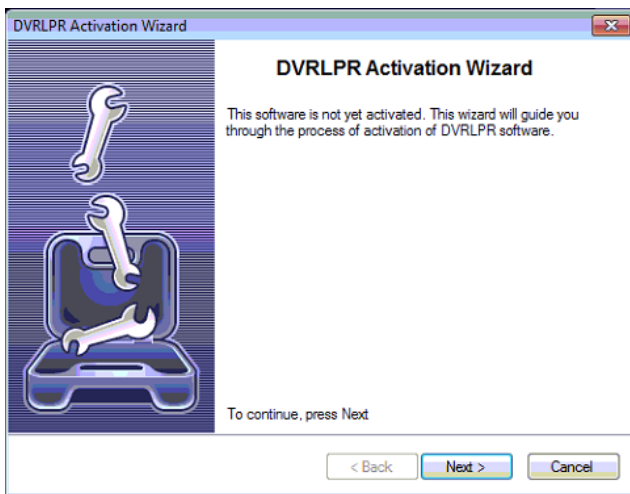 DVRLPR Activation Wizard
DVRLPR Activation Wizard
This software is not yet activated. This wizard will guide you
through the process of activation of DVRLPR software.
To continue, press Next
< Back
Next >
Cancel